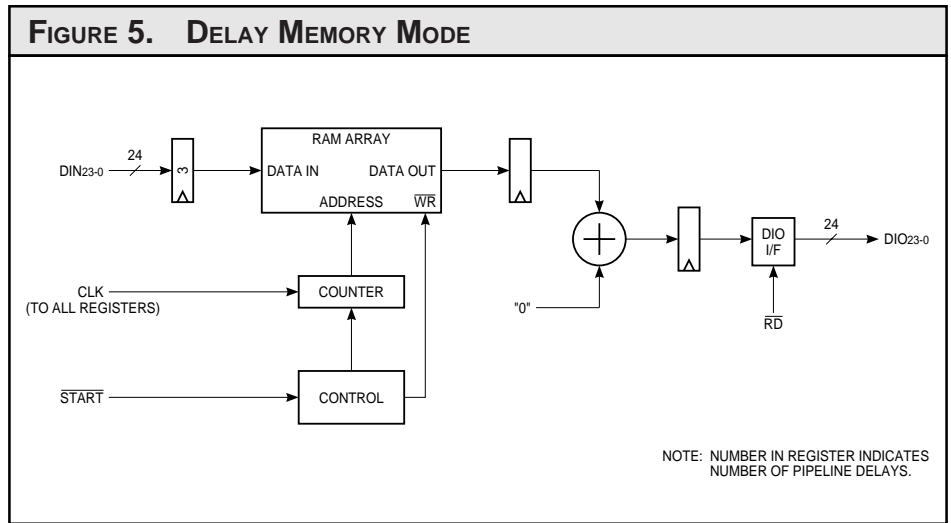 FIGURE 5. DELAY MEMORY MODE
RAM ARRAY
24
DIN23-0
3
DATA IN
DATA OUT
ADDRESS
WR
DIO
I/F
24
DIO23-0
CLK
(TO ALL REGISTERS)
COUNTER
"0"
RD
START
CONTROL
NOTE: NUMBER IN REGISTER INDICATES
NUMBER OF PIPELINE DELAYS.